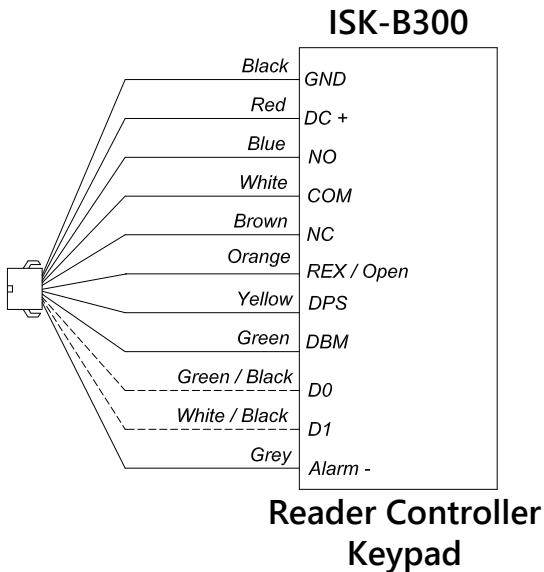 ISK-B300
Black GND
Red DC +
Blue NO
White COM
Brown NC
Orange REX / Open
Yellow DPS
Green DBM
Green / Black D0
White / Black D1
Grey Alarm -
Reader Controller
Keypad